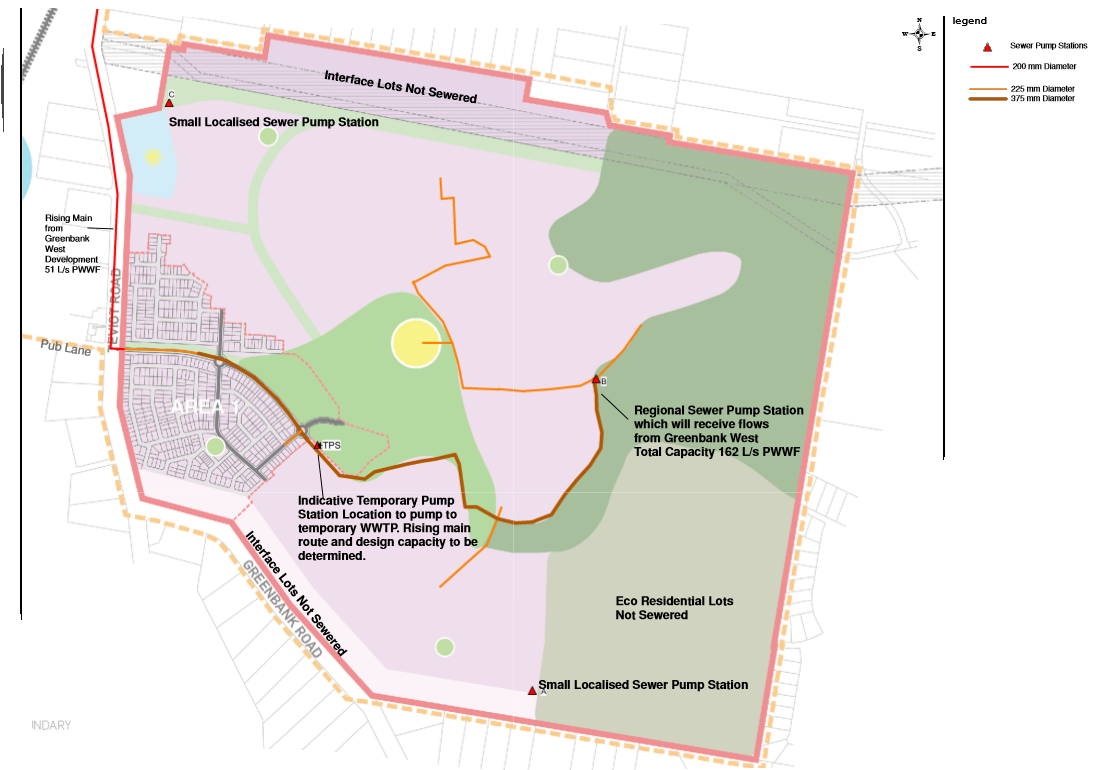 legend
N
W E
S
Sewer Pump Stations
200 mm Diameter
225 mm Diameter
375 mm Diameter
Interface Lots Not Sewered
C
Small Localised Sewer Pump Station
Rising Main
from
Greenbank
West
Development
51 L/s PWWF
TEVIOT ROAD
Pub Lane
AREA 1
TPS
B
Regional Sewer Pump Station
which will receive flows
from Greenbank West
Total Capacity 162 L/s PWWF
Indicative Temporary Pump
Station Location to pump to
temporary WWTP. Rising main
route and design capacity to be
determined.
Interface Lots Not Sewered
GREENBANK ROAD
Eco Residential Lots
Not Sewered
Small Localised Sewer Pump Station
INDARY